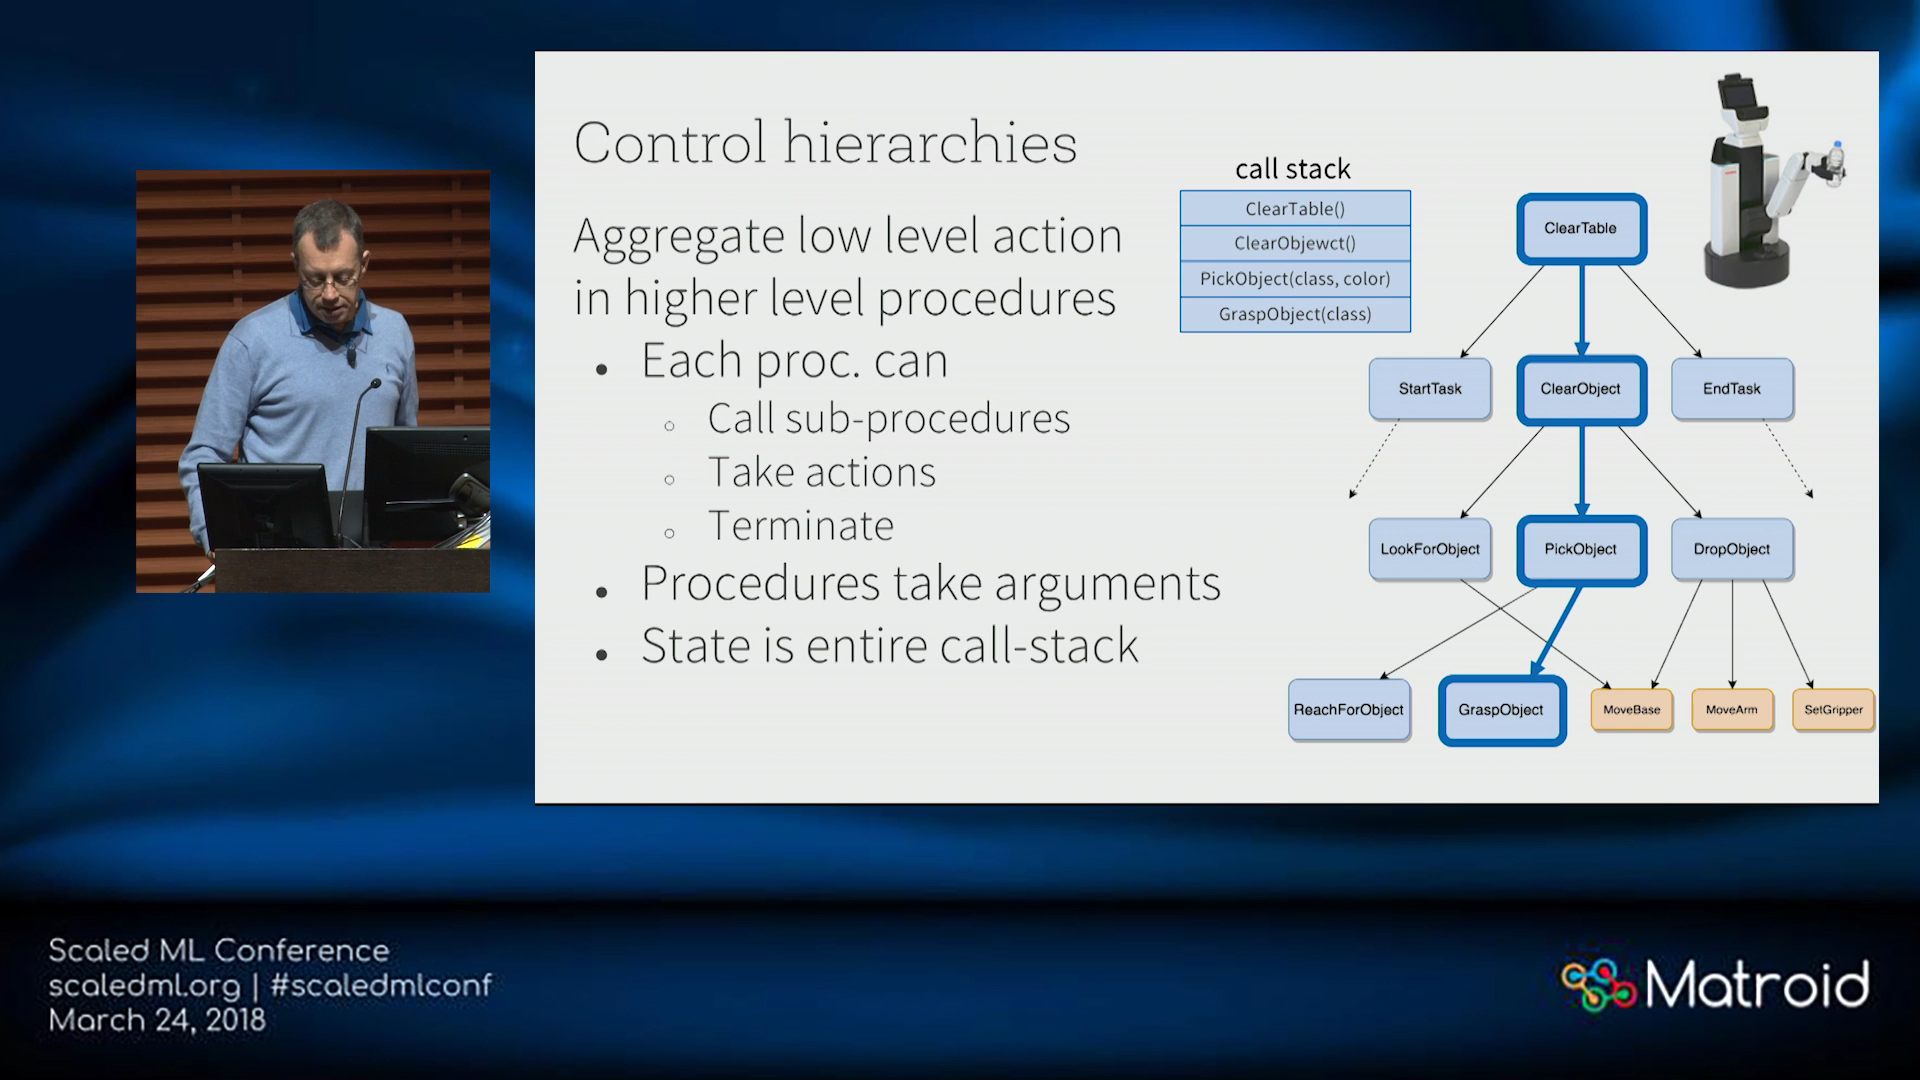 Control hierarchies
Aggregate low level action
in higher level procedures
Each proc. can
Call sub-procedures
Take actions
Terminate
Procedures take arguments
State is entire call-stack
call stack
ClearTable()
ClearObjewct()
PickObject(class, color)
GraspObject(class)
ClearTable
StartTask
ClearObject
EndTask
LookForObject
PickObject
DropObject
ReachForObject
GraspObject
MoveBase
MoveArm
SetGripper
Scaled ML Conference
scaledml.org | #scaledmlconf
March 24, 2018
Matroid